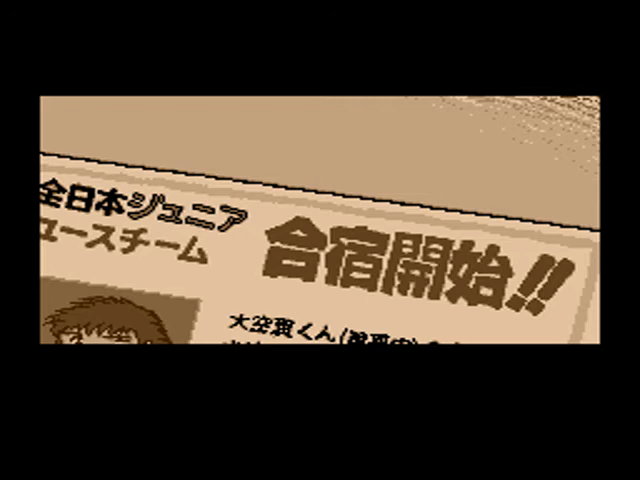 全日本ジュニア
ユースチーム
合宿開始!!
大空翼くん(